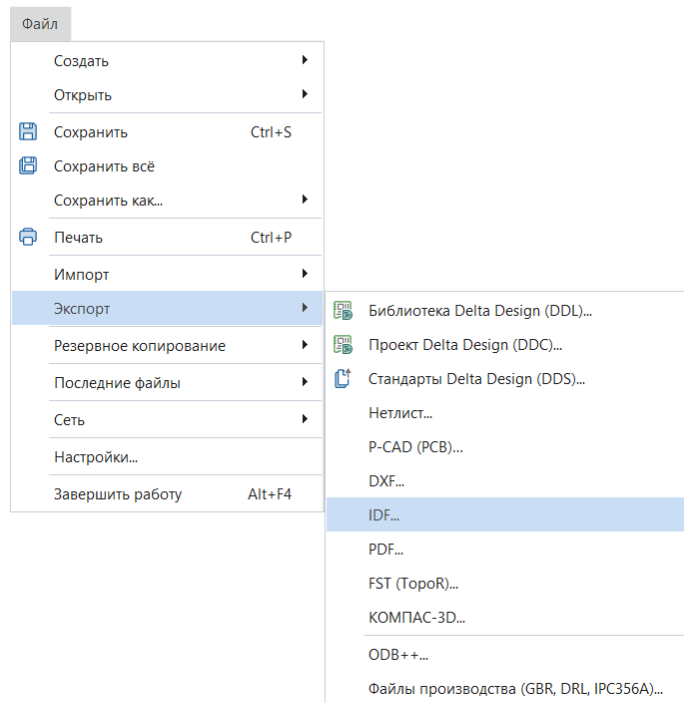 Файл
Создать
Открыть
Сохранить Ctrl+S
Сохранить всё
Сохранить как...
Печать Ctrl+P
Импорт
Экспорт
Резервное копирование
Последние файлы
Сеть
Настройки...
Завершить работу Alt+F4
Библиотека Delta Design (DDL)...
Проект Delta Design (DDC)...
Стандарты Delta Design (DDS)...
Нетлист...
P-CAD (PCB)...
DXF...
IDF...
PDF...
FST (TopoR)...
КОМПАС-3D...
ODB++...
Файлы производства (GBR, DRL, IPC356A)...